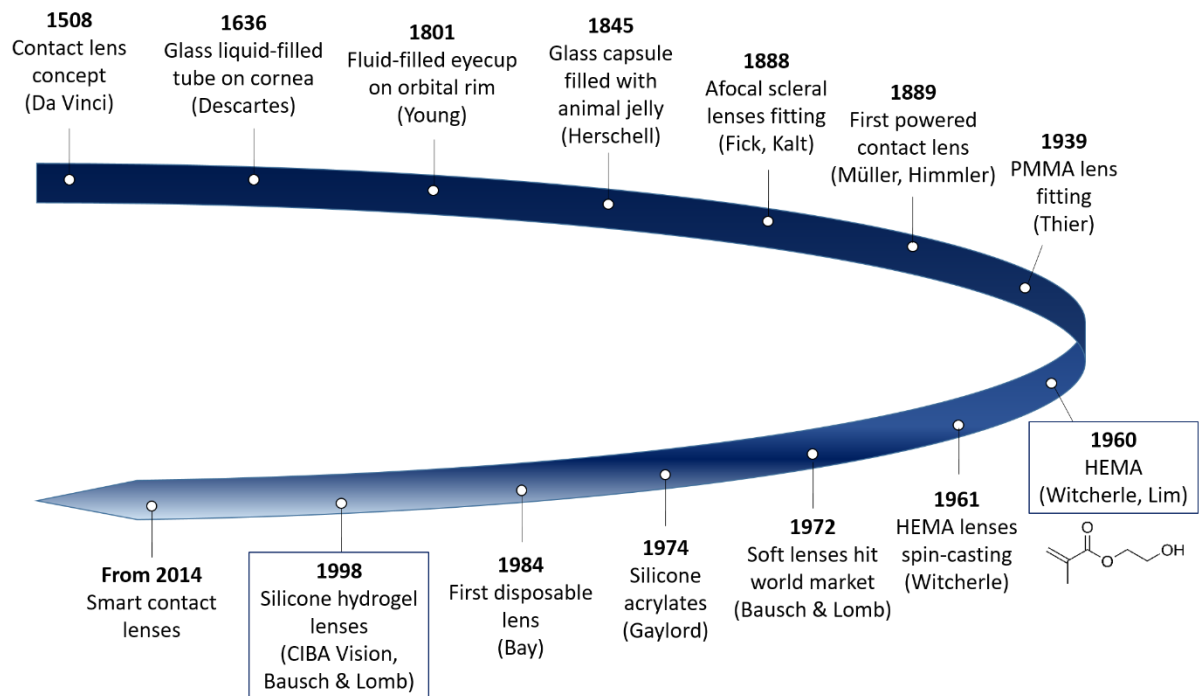 1508
Contact lens
concept
(Da Vinci)
1636
Glass liquid-filled
tube on cornea
(Descartes)
1801
Fluid-filled eyecup
on orbital rim
(Young)
1845
Glass capsule
filled with
animal jelly
(Herschell)
1888
Afocal scleral
lenses fitting
(Fick, Kalt)
1889
First powered
contact lens
(Müller, Himmler)
1939
PMMA lens
fitting
(Thier)
1960
HEMA
(Witcherle, Lim)
O
O
OH
1961
HEMA lenses
spin-casting
(Witcherle)
1972
Soft lenses hit
world market
(Bausch & Lomb)
1974
Silicone
acrylates
(Gaylord)
1984
First disposable
lens
(Bay)
1998
Silicone hydrogel
lenses
(CIBA Vision,
Bausch & Lomb)
From 2014
Smart contact
lenses